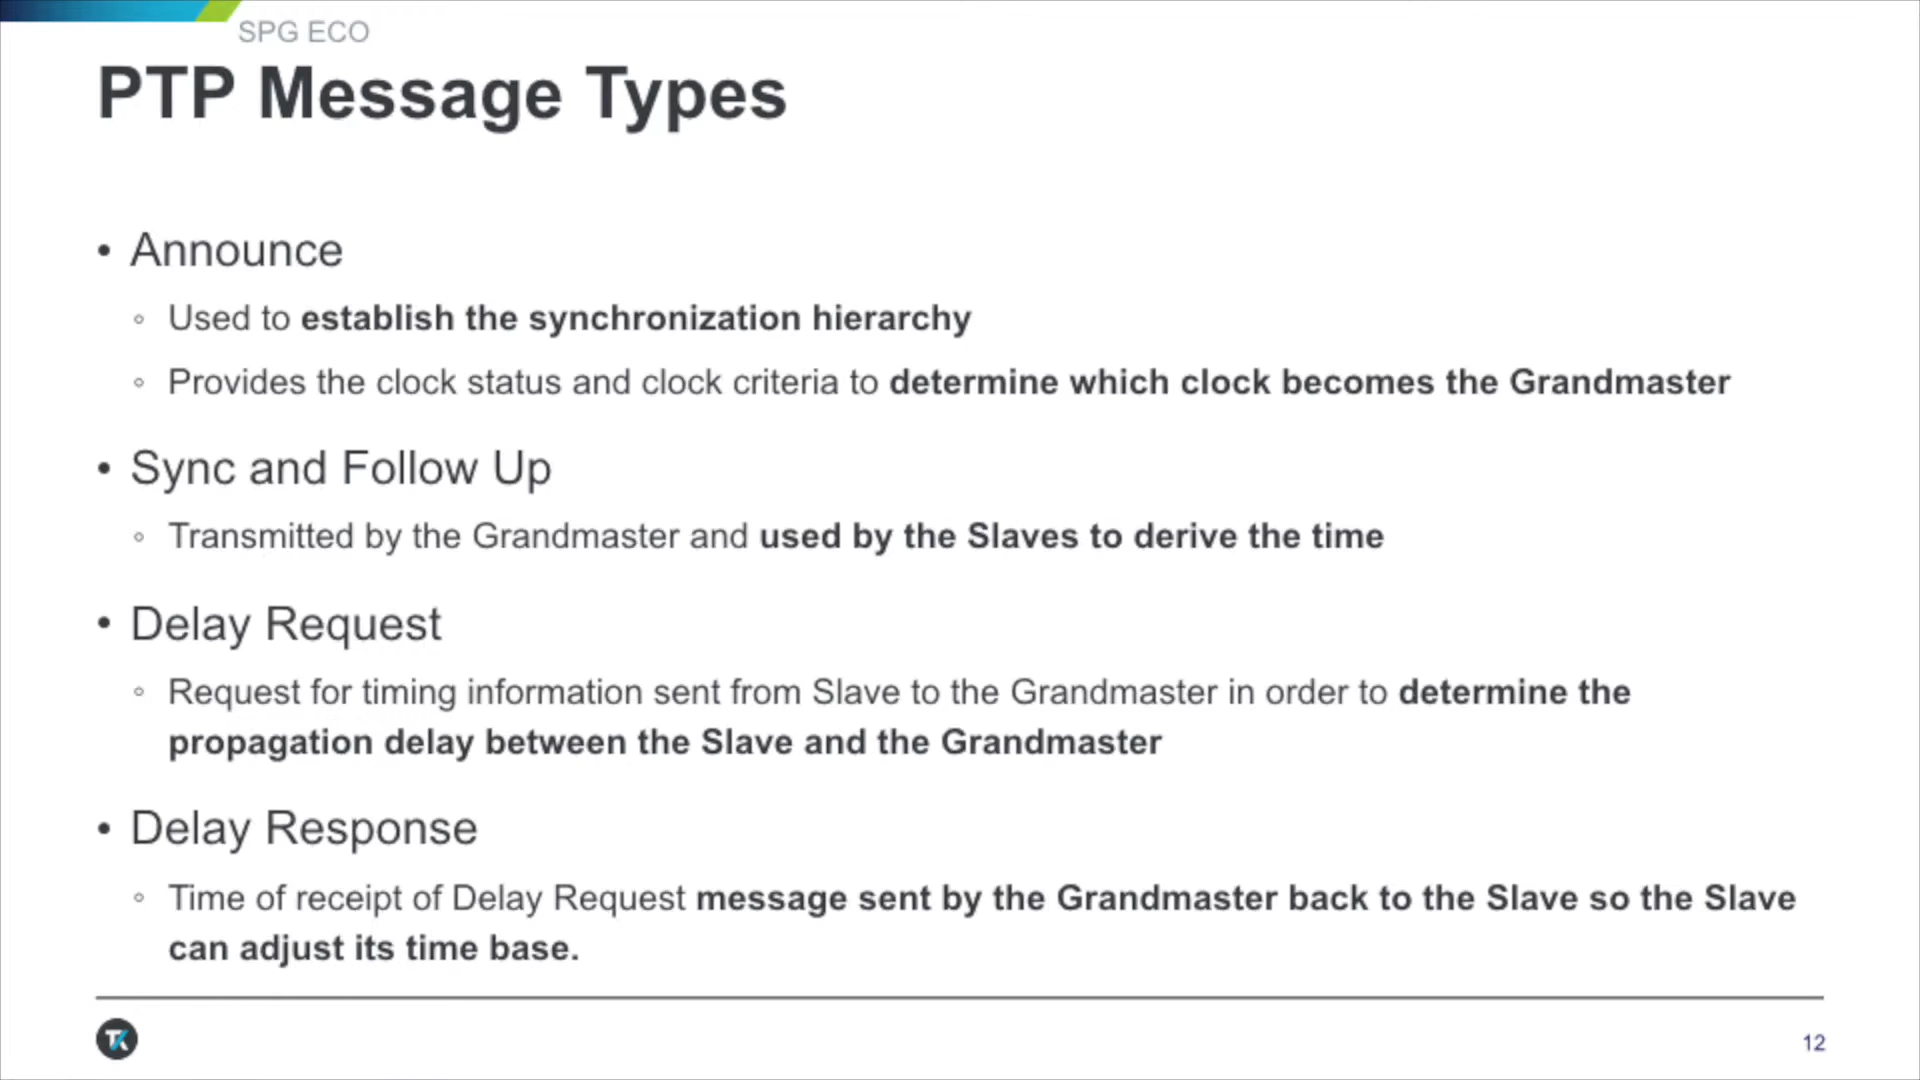 SPG ECO
PTP Message Types
• Announce
◦ Used to establish the synchronization hierarchy
◦ Provides the clock status and clock criteria to determine which clock becomes the Grandmaster
• Sync and Follow Up
◦ Transmitted by the Grandmaster and used by the Slaves to derive the time
• Delay Request
◦ Request for timing information sent from Slave to the Grandmaster in order to determine the
propagation delay between the Slave and the Grandmaster
• Delay Response
◦ Time of receipt of Delay Request message sent by the Grandmaster back to the Slave so the Slave
can adjust its time base.
TK
12